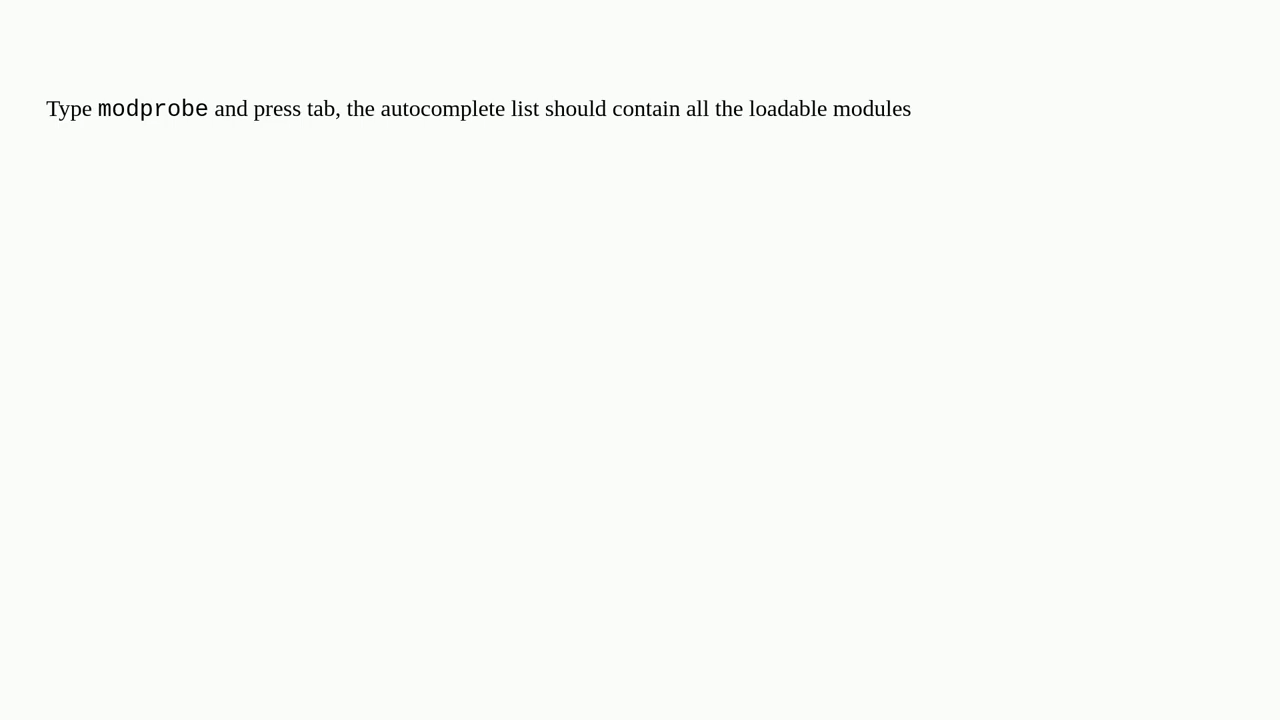 Type modprobe and press tab, the autocomplete list should contain all the loadable modules